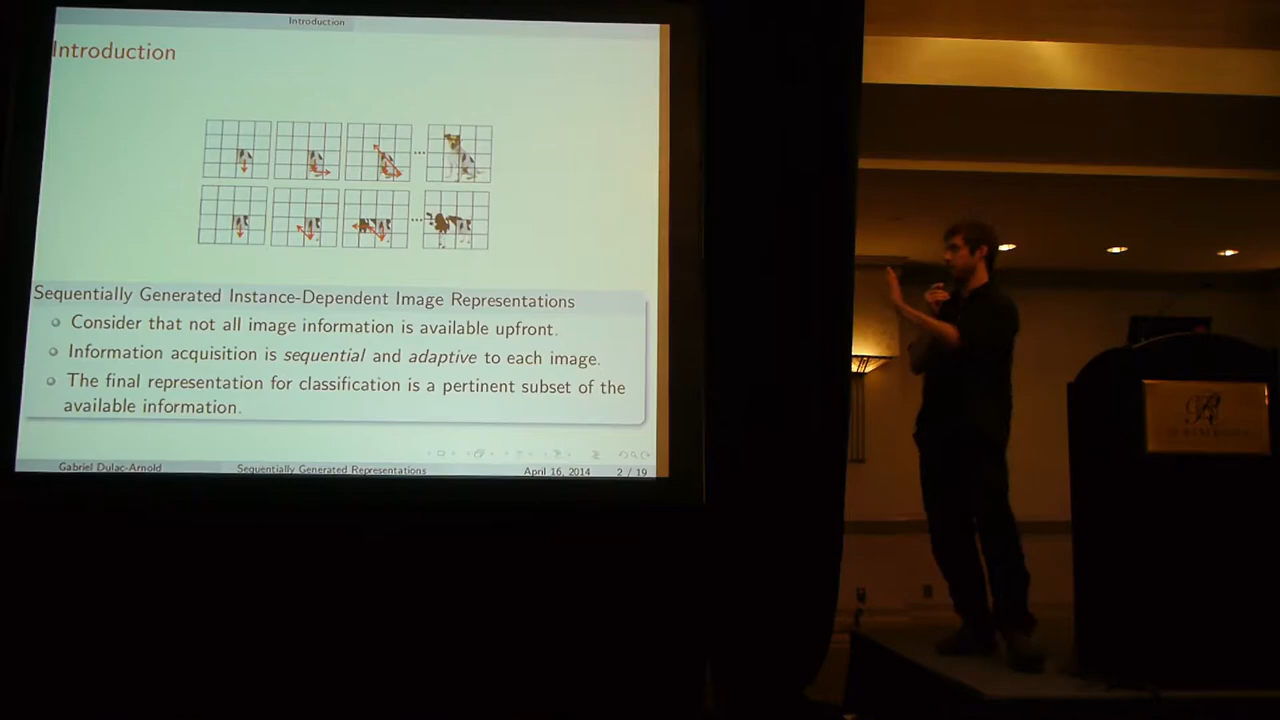 Introduction
Introduction
...
...
Sequentially Generated Instance-Dependent Image Representations
Consider that not all image information is available upfront.
Information acquisition is sequential and adaptive to each image.
The final representation for classification is a pertinent subset of the
available information.
Gabriel Dulac-Arnold Sequentially Generated Representations April 16, 2014 2 / 19